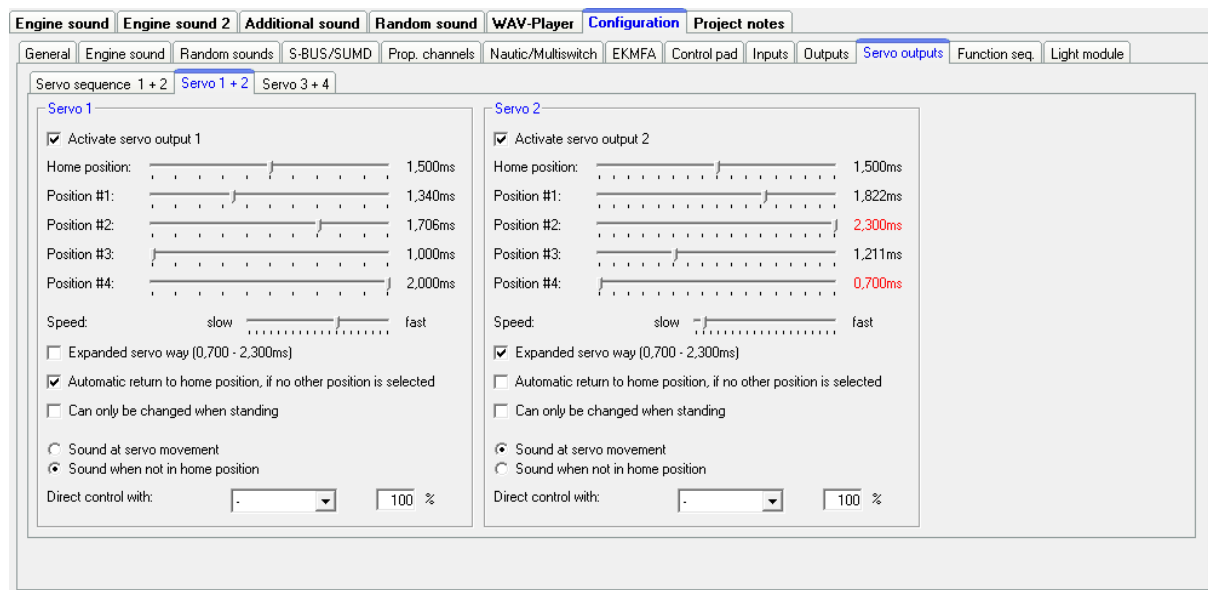 Engine sound Engine sound 2 Additional sound Random sound WAV-Player Configuration Project notes
General Engine sound Random sounds S-BUS/SUMD Prop. channels Nautic/Multiswitch EKMFA Control pad Inputs Outputs Servo outputs Function seq. Light module
Servo sequence 1 + 2 Servo 1 + 2 Servo 3 + 4
Servo 1
Activate servo output 1
Home position: 1,500ms
Position #1: 1,340ms
Position #2: 1,706ms
Position #3: 1,000ms
Position #4: 2,000ms
Speed: slow fast
Expanded servo way (0,700 - 2,300ms)
Automatic return to home position, if no other position is selected
Can only be changed when standing
Sound at servo movement
Sound when not in home position
Direct control with: - 100 %
Servo 2
Activate servo output 2
Home position: 1,500ms
Position #1: 1,822ms
Position #2: 2,300ms
Position #3: 1,211ms
Position #4: 0,700ms
Speed: slow fast
Expanded servo way (0,700 - 2,300ms)
Automatic return to home position, if no other position is selected
Can only be changed when standing
Sound at servo movement
Sound when not in home position
Direct control with: - 100 %